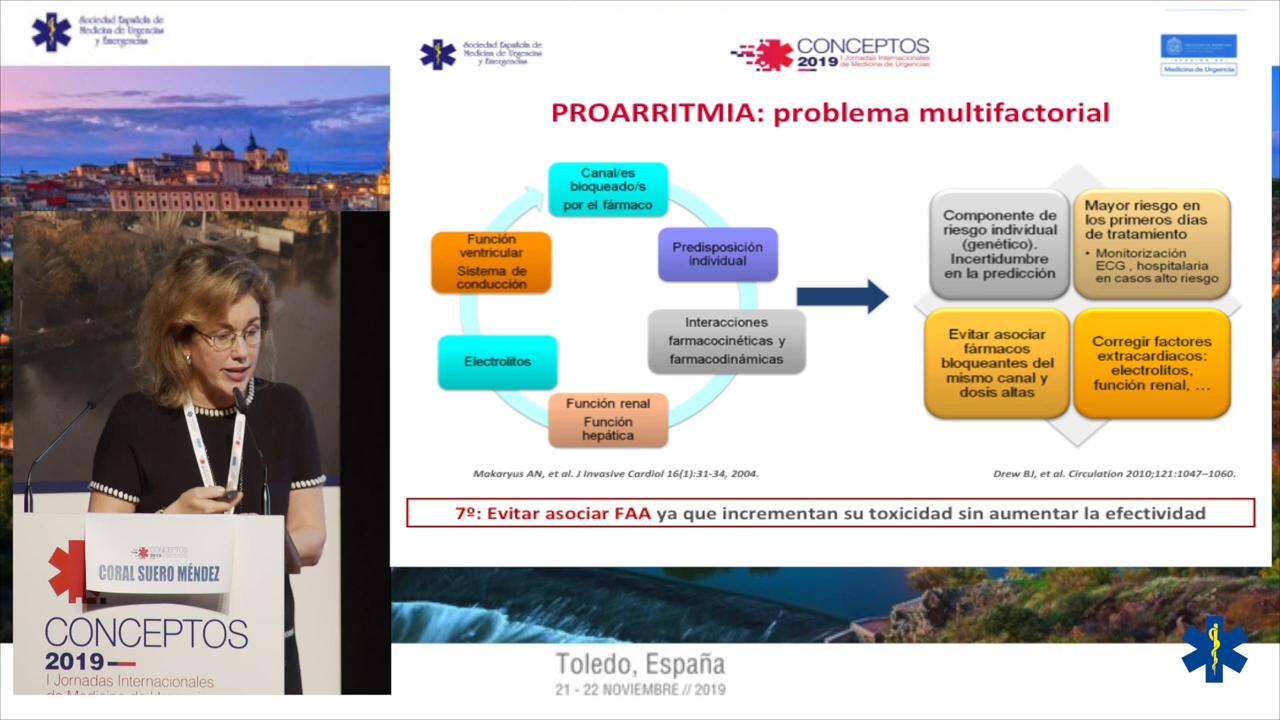 Sociedad Española de
Medicina de Urgencias
y Emergencias
Sociedad Española de
Medicina de Urgencias
y Emergencias
CONCEPTOS
2019 I Jornadas Internacionales
de Medicina de Urgencias
Medicina de Urgencia
PROARRITMIA: problema multifactorial
Canal/es
bloqueado/s
por el fármaco
Predisposición
individual
Interacciones
farmacocinéticas y
farmacodinámicas
Función renal
Función
hepática
Electrolitos
Función
ventricular
Sistema de
conducción
Componente de
riesgo individual
(genético).
Incertidumbre
en la predicción
Mayor riesgo en
los primeros días
de tratamiento
• Monitorización
ECG , hospitalaria
en casos alto riesgo
Evitar asociar
fármacos
bloqueantes del
mismo canal y
dosis altas
Corregir factores
extracardiacos:
electrolitos,
función renal, ...
Makaryus AN, et al. J Invasive Cardiol 16(1):31-34, 2004.
Drew BJ, et al. Circulation 2010;121:1047–1060.
7º: Evitar asociar FAA ya que incrementan su toxicidad sin aumentar la efectividad
CONCEPTOS
2019
CORAL SUERO MÉNDEZ
CONCEPTOS
2019
I Jornadas Internacionales
Toledo, España
21 - 22 NOVIEMBRE // 2019